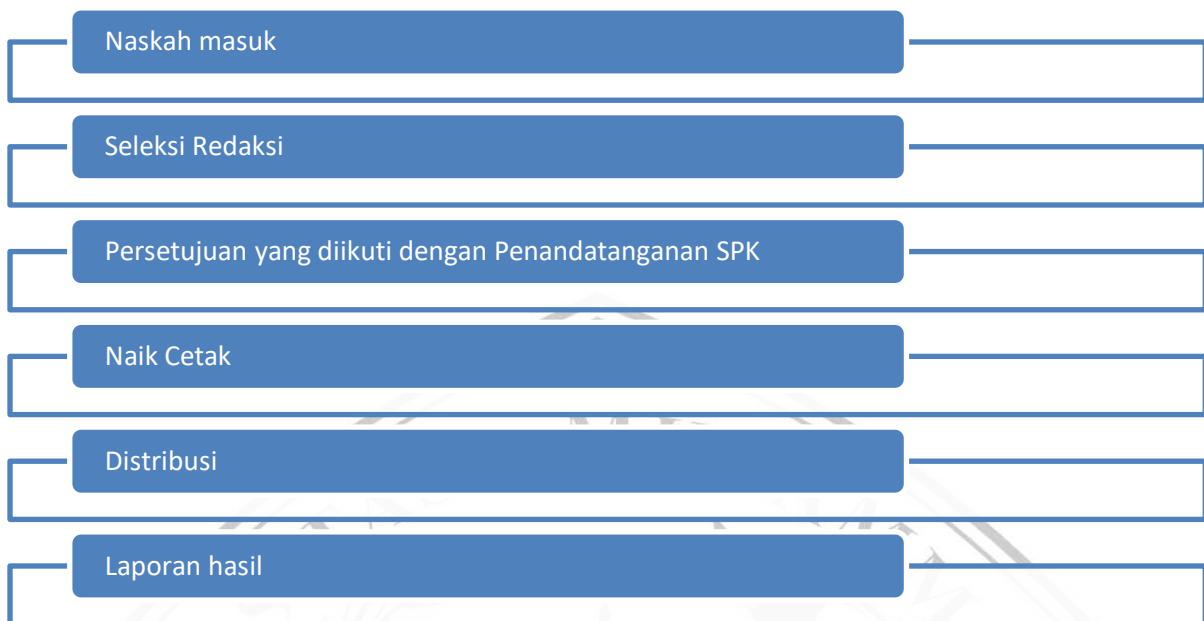 Naskah masuk
Seleksi Redaksi
Persetujuan yang diikuti dengan Penandatanganan SPK
Naik Cetak
Distribusi
Laporan hasil